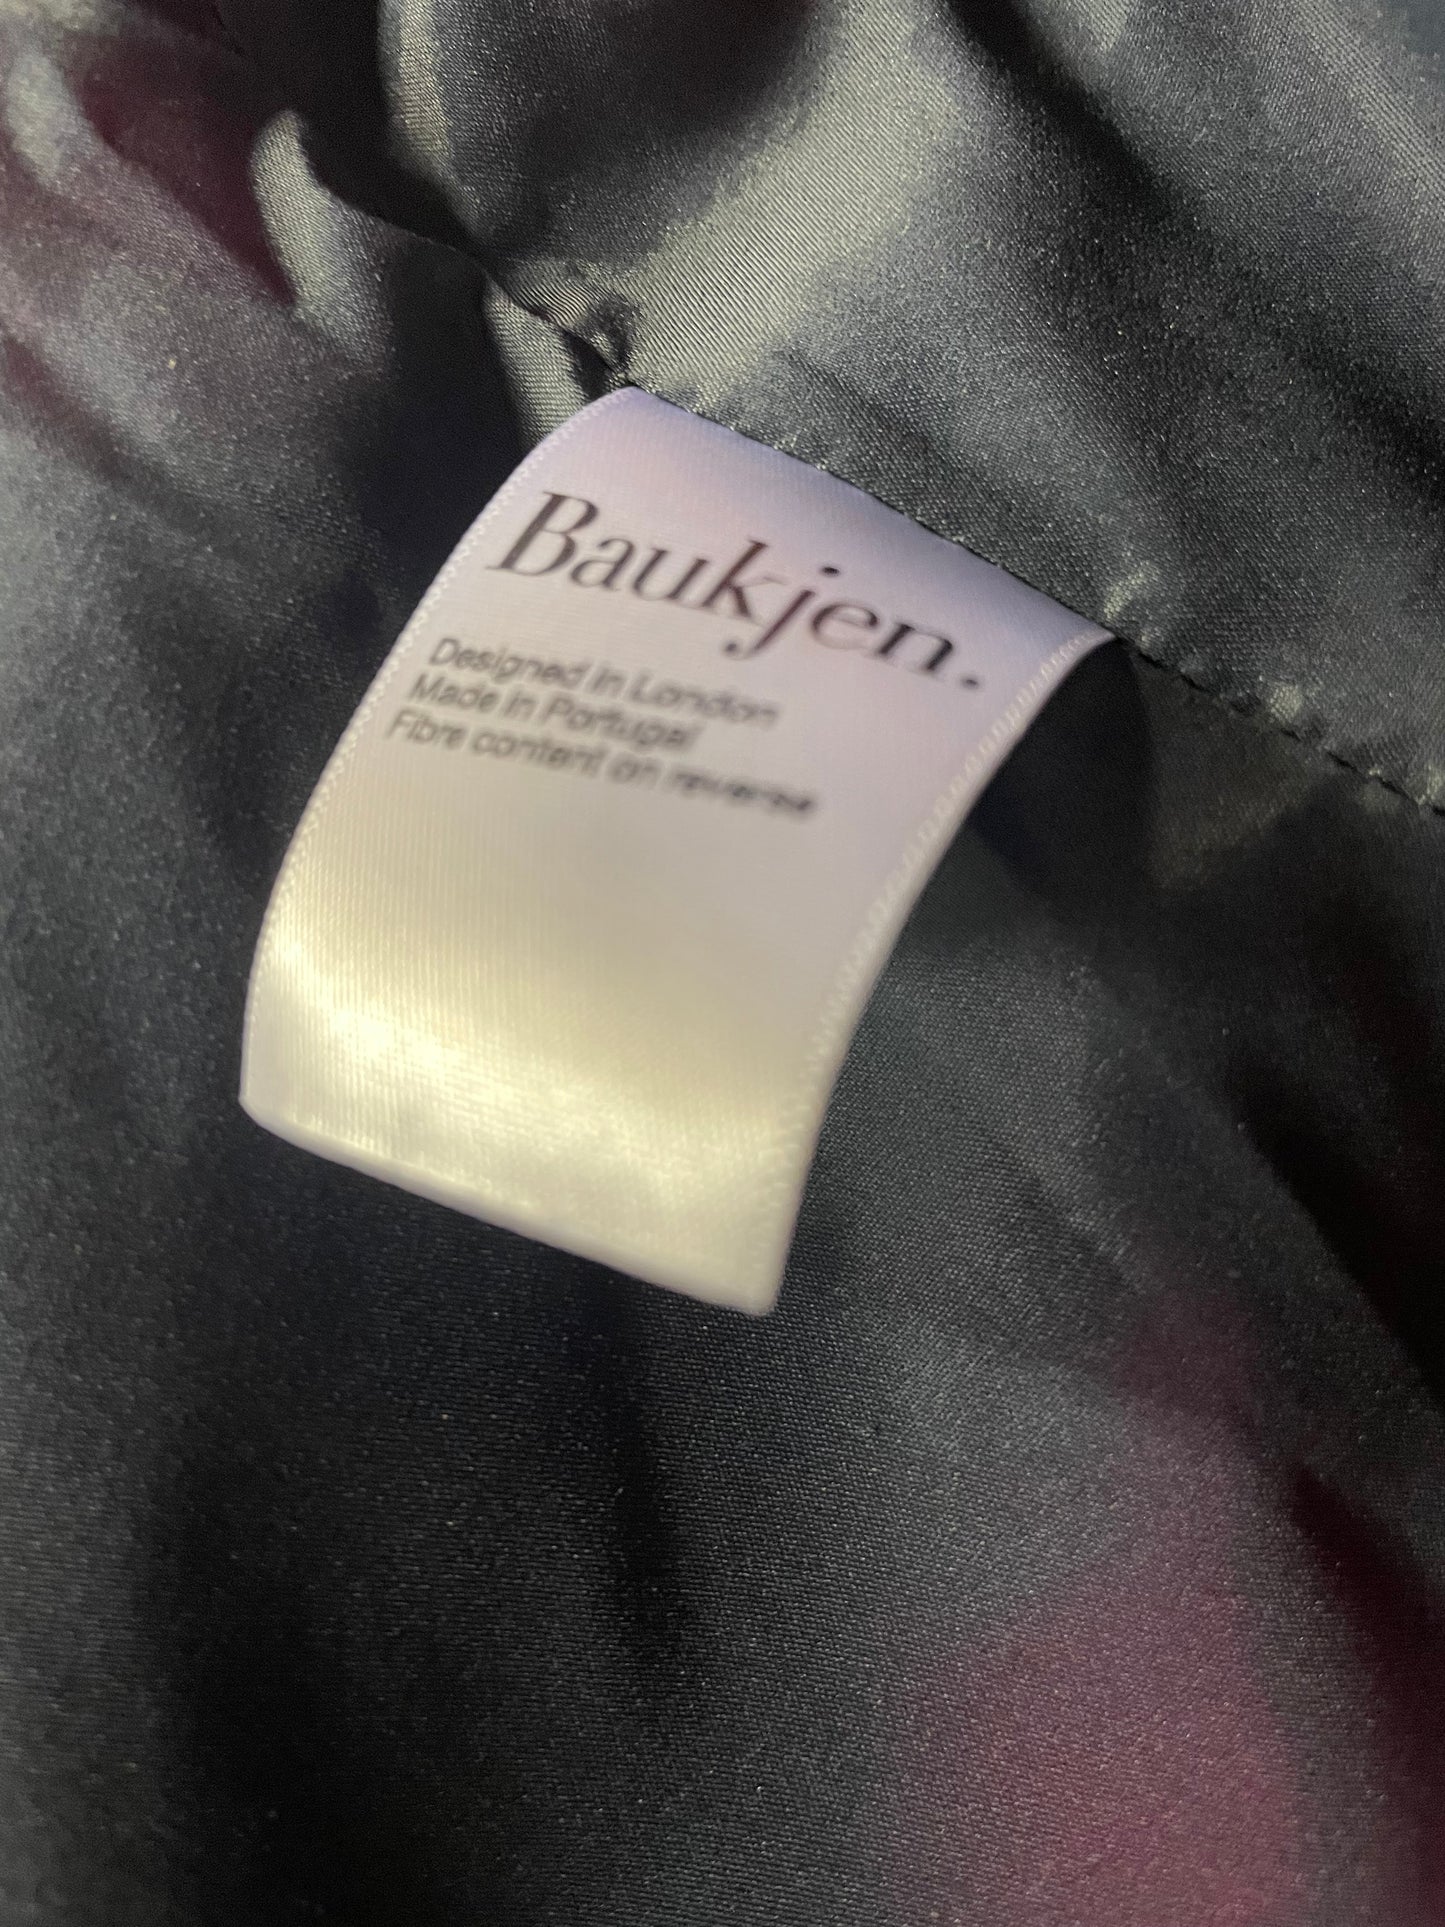 Baukjen.
Designed in London
Made in Portugal
Fibre content on reverse